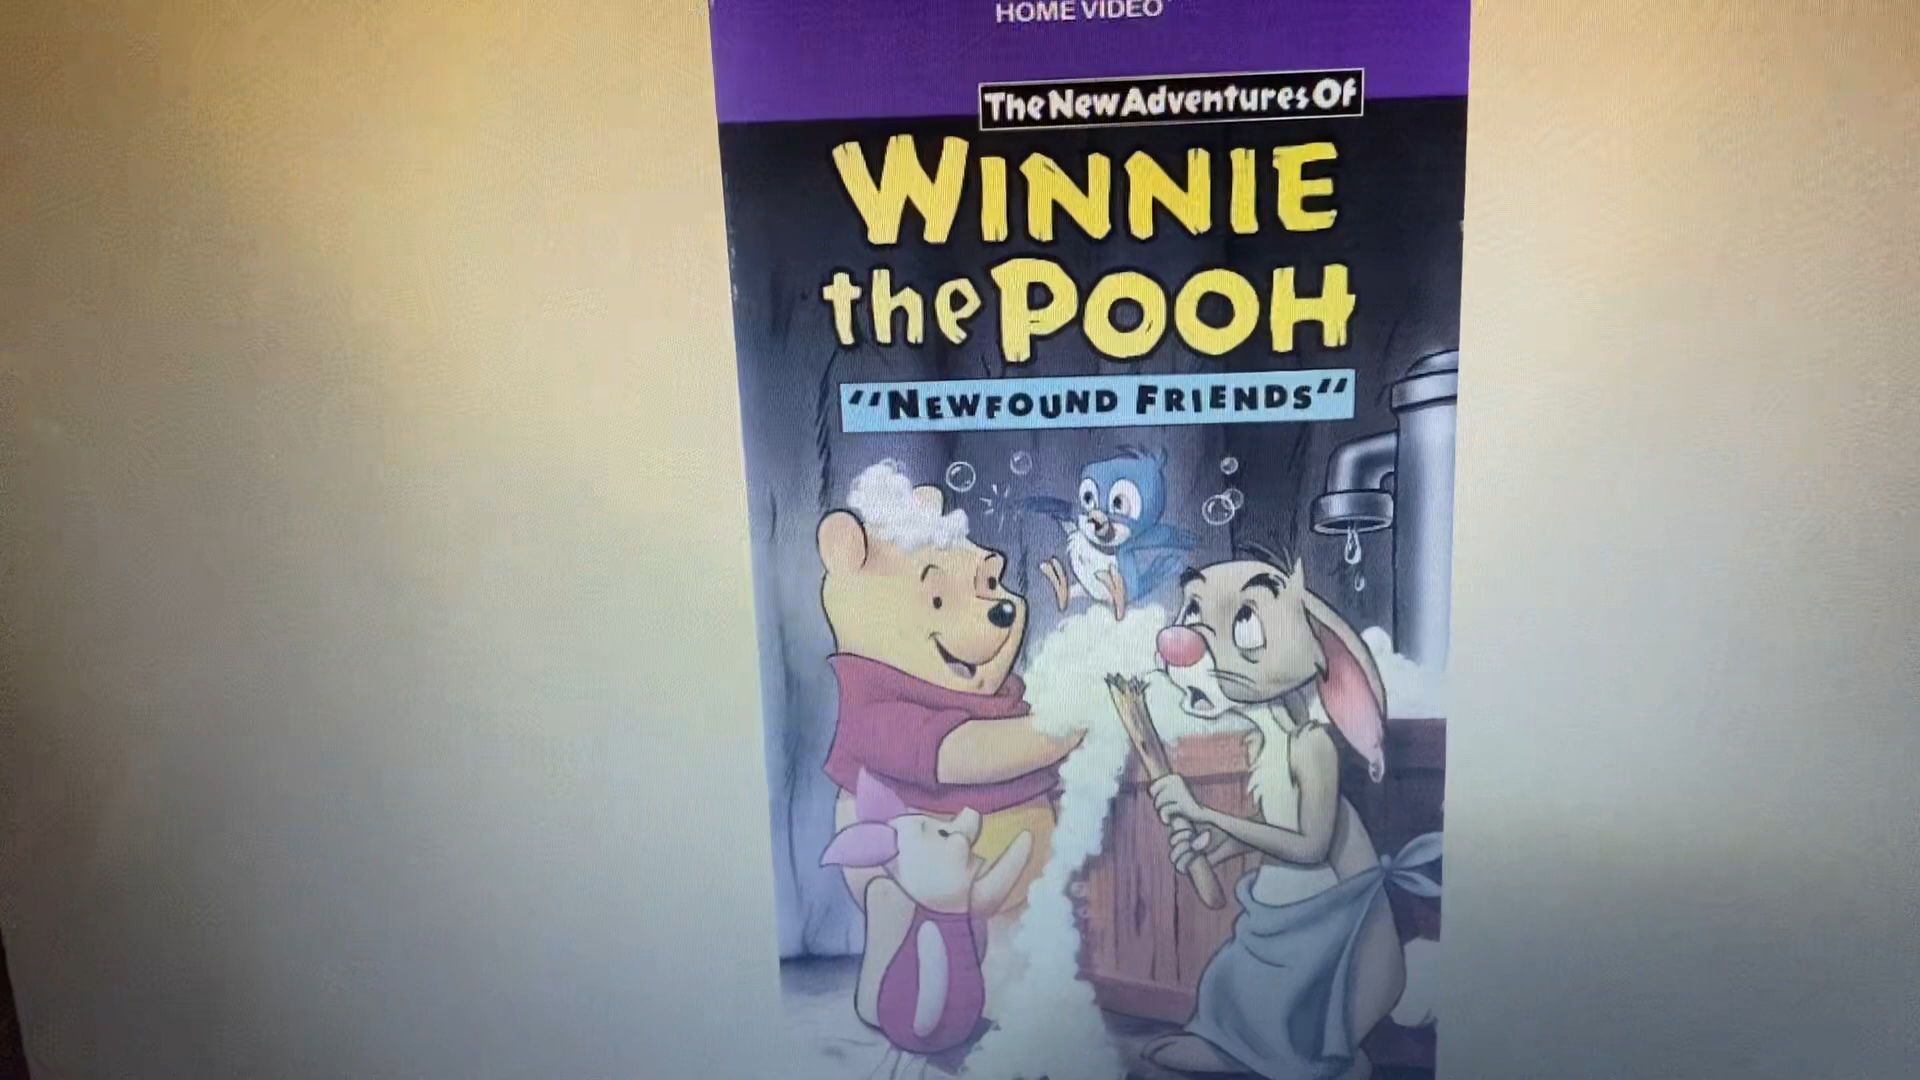 HOME VIDEO
The New Adventures Of
WINNIE
the POOH
"NEWFOUND FRIENDS"